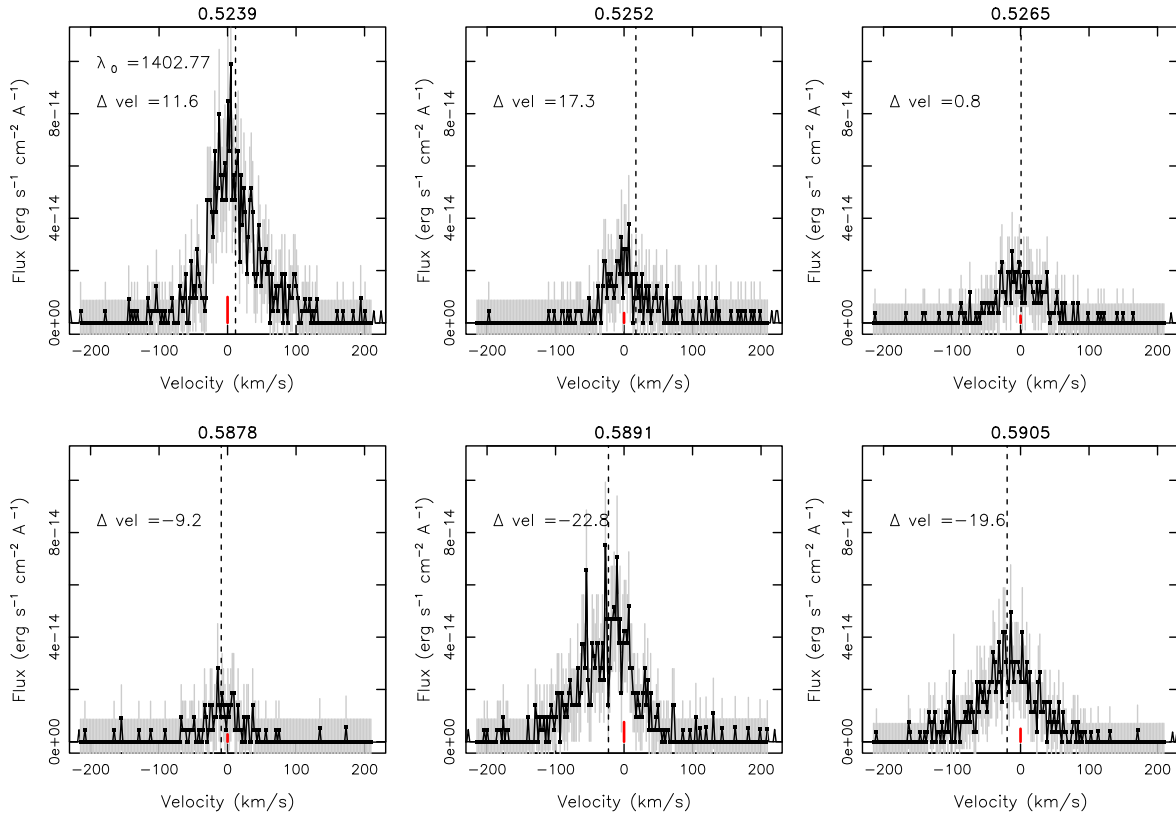 0.5239
λ₀ =1402.77
Δ vel =11.6
Flux (erg s⁻¹ cm⁻² A⁻¹)
0e+00 4e−14 8e−14
−200 −100 0 100 200
Velocity (km/s)
0.5252
Δ vel =17.3
Flux (erg s⁻¹ cm⁻² A⁻¹)
0e+00 4e−14 8e−14
−200 −100 0 100 200
Velocity (km/s)
0.5265
Δ vel =0.8
Flux (erg s⁻¹ cm⁻² A⁻¹)
0e+00 4e−14 8e−14
−200 −100 0 100 200
Velocity (km/s)
0.5878
Δ vel =−9.2
Flux (erg s⁻¹ cm⁻² A⁻¹)
0e+00 4e−14 8e−14
−200 −100 0 100 200
Velocity (km/s)
0.5891
Δ vel =−22.8
Flux (erg s⁻¹ cm⁻² A⁻¹)
0e+00 4e−14 8e−14
−200 −100 0 100 200
Velocity (km/s)
0.5905
Δ vel =−19.6
Flux (erg s⁻¹ cm⁻² A⁻¹)
0e+00 4e−14 8e−14
−200 −100 0 100 200
Velocity (km/s)